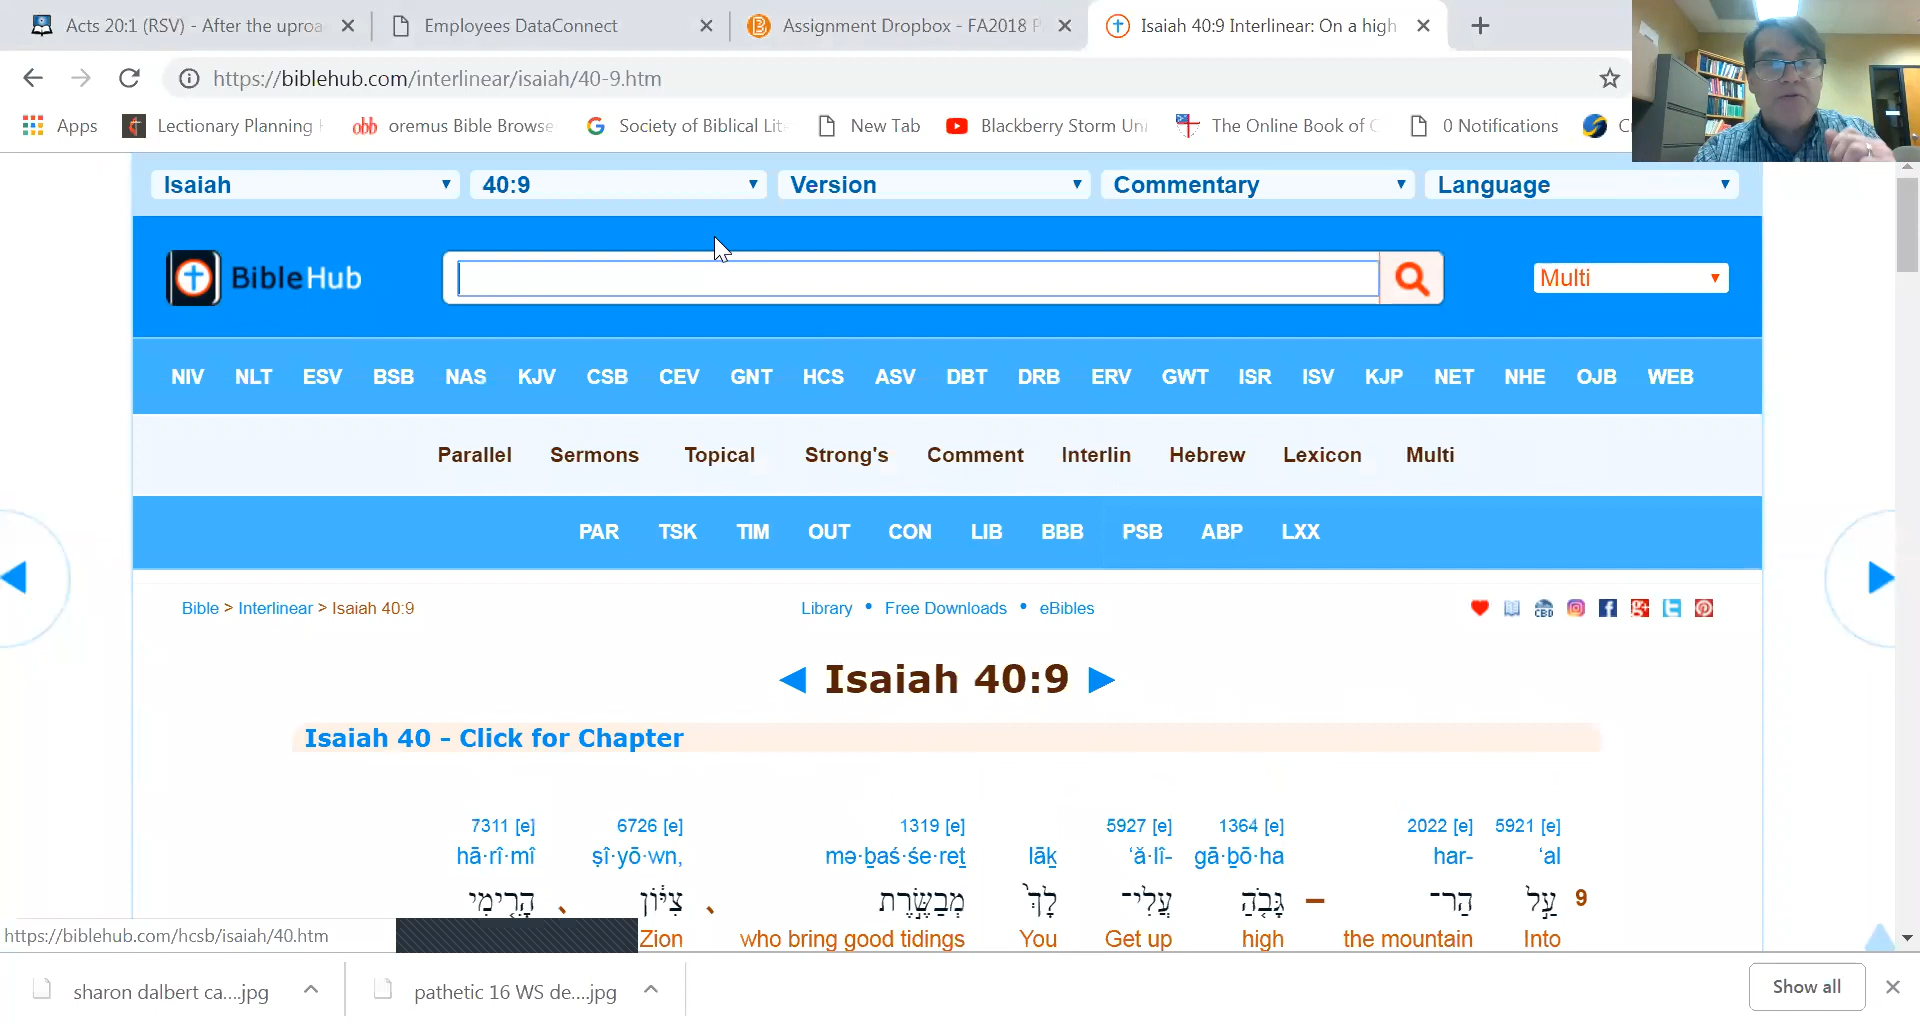 Acts 20:1 (RSV) - After the uproa
Employees DataConnect
Assignment Dropbox - FA2018 P
Isaiah 40:9 Interlinear: On a high
https://biblehub.com/interlinear/isaiah/40-9.htm
Apps
Lectionary Planning
obb oremus Bible Browse
Society of Biblical Lit
New Tab
Blackberry Storm Un
The Online Book of C
0 Notifications
Isaiah 40:9 Version Commentary Language
BibleHub
Multi
NIV NLT ESV BSB NAS KJV CSB CEV GNT HCS ASV DBT DRB ERV GWT ISR ISV KJP NET NHE OJB WEB
Parallel Sermons Topical Strong's Comment Interlin Hebrew Lexicon Multi
PAR TSK TIM OUT CON LIB BBB PSB ABP LXX
Bible > Interlinear > Isaiah 40:9
Library • Free Downloads • eBibles
CBD
◄ Isaiah 40:9 ►
Isaiah 40 - Click for Chapter
7311 [e] 6726 [e] 1319 [e] 5927 [e] 1364 [e] 2022 [e] 5921 [e]
hā·rî·mî ṣî·yō·wn, mə·ḇaś·śe·reṯ lāḵ ‘ă·lî- gā·ḇō·ha har- ‘al
9 עַ֣ל הַר־ – גָּבֹ֤הַ עֲלִי־ לָךְ֙ מְבַשֶּׂ֣רֶת 、 צִיּ֔וֹן 、 הָרִ֤ימִי
Zion who bring good tidings You Get up high the mountain Into
https://biblehub.com/hcsb/isaiah/40.htm
sharon dalbert ca....jpg
pathetic 16 WS de....jpg
Show all